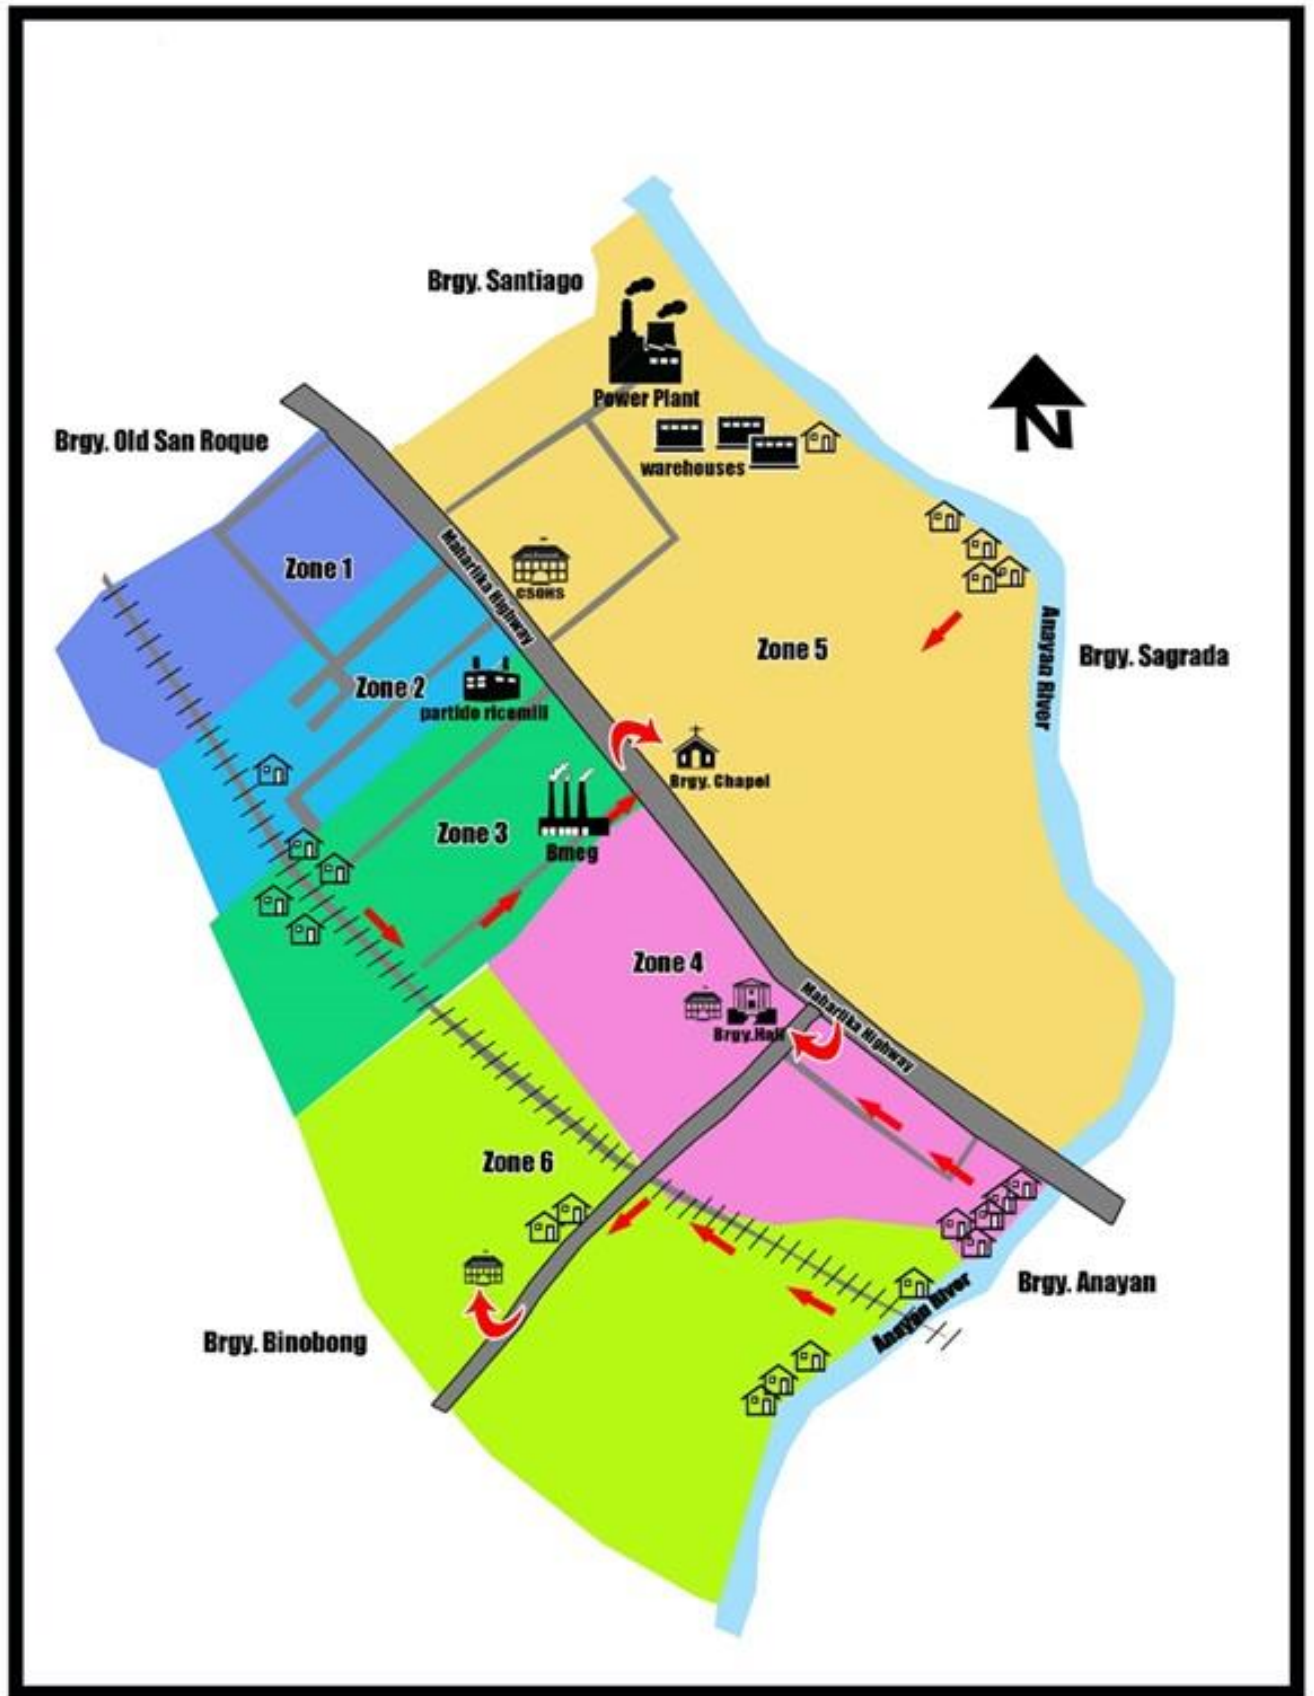 Brgy. Santiago
Power Plant
N
Brgy. Old San Roque
warehouses
Maharlika Highway
Zone 1
CSOHS
Anayan River
Zone 5
Brgy. Sagrada
Zone 2
partido ricemill
Brgy. Chapel
Zone 3
Bmeg
Zone 4
Maharlika Highway
Brgy.Hall
Zone 6
Brgy. Anayan
Anayan River
Brgy. Binobong